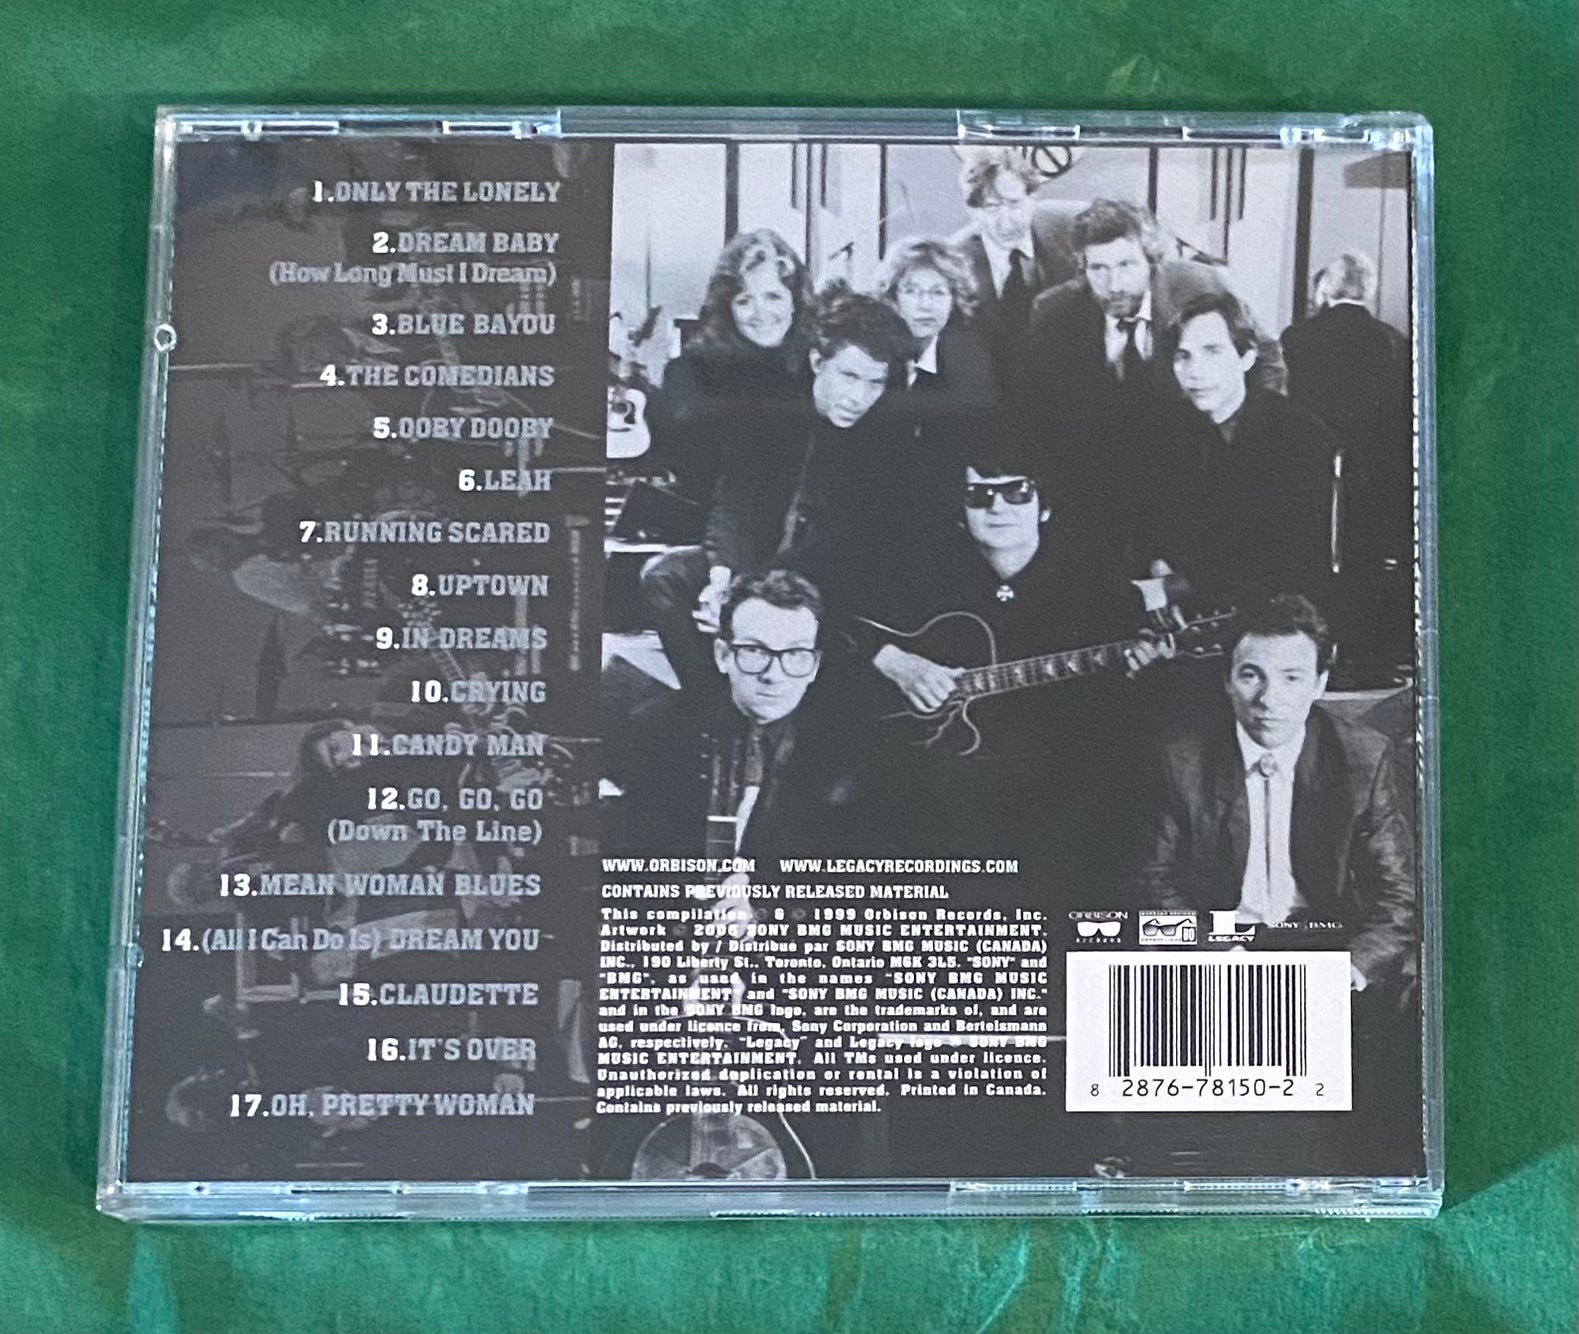 1.ONLY THE LONELY
2.DREAM BABY
(How Long Must I Dream)
3.BLUE BAYOU
4.THE COMEDIANS
5.OOBY DOOBY
6.LEAH
7.RUNNING SCARED
8.UPTOWN
9.IN DREAMS
10.CRYING
11.CANDY MAN
12.GO, GO, GO
(Down The Line)
13.MEAN WOMAN BLUES
14.(All I Can Do Is) DREAM YOU
15.CLAUDETTE
16.IT'S OVER
17.OH, PRETTY WOMAN
WWW.ORBISON.COM WWW.LEGACYRECORDINGS.COM
CONTAINS PREVIOUSLY RELEASED MATERIAL
This compilation ℗ & © 1999 Orbison Records, Inc.
Artwork © 2006 SONY BMG MUSIC ENTERTAINMENT.
Distributed by / Distribue par SONY BMG MUSIC (CANADA)
INC., 190 Liberty St., Toronto, Ontario M6K 3L5. "SONY" and
"BMG", as used in the names "SONY BMG MUSIC
ENTERTAINMENT" and "SONY BMG MUSIC (CANADA) INC."
and in the SONY BMG logo, are the trademarks of, and are
used under licence from, Sony Corporation and Bertelsmann
AG, respectively. "Legacy" and Legacy logo ® SONY BMG
MUSIC ENTERTAINMENT. All TMs used under licence.
Unauthorized duplication or rental is a violation of
applicable laws. All rights reserved. Printed in Canada.
Contains previously released material.
ORBISON
RECORDS
LEGACY
SONY BMG
8 2876-78150-2 2